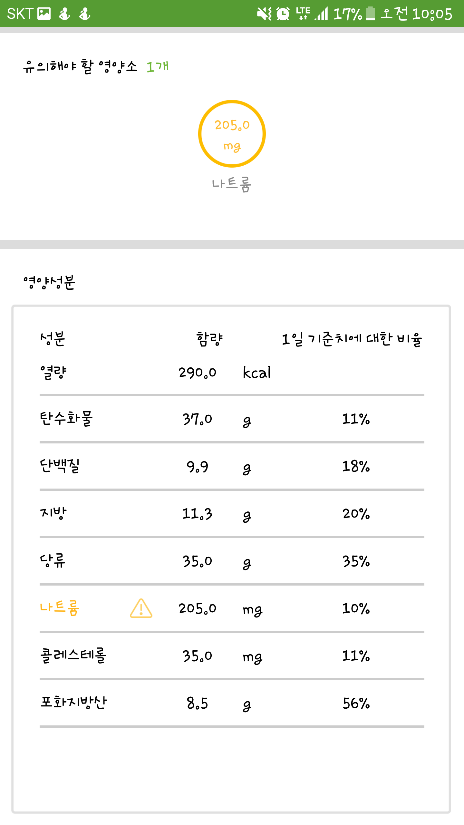 SKT LTE 17% 오전 10:05
유의해야 할 영양소 1개
205.0
mg
나트륨
영양성분
성분 함량 1일 기준치에 대한 비율
열량 290.0 kcal
탄수화물 37.0 g 11%
단백질 9.9 g 18%
지방 11.3 g 20%
당류 35.0 g 35%
나트륨 205.0 mg 10%
콜레스테롤 35.0 mg 11%
포화지방산 8.5 g 56%